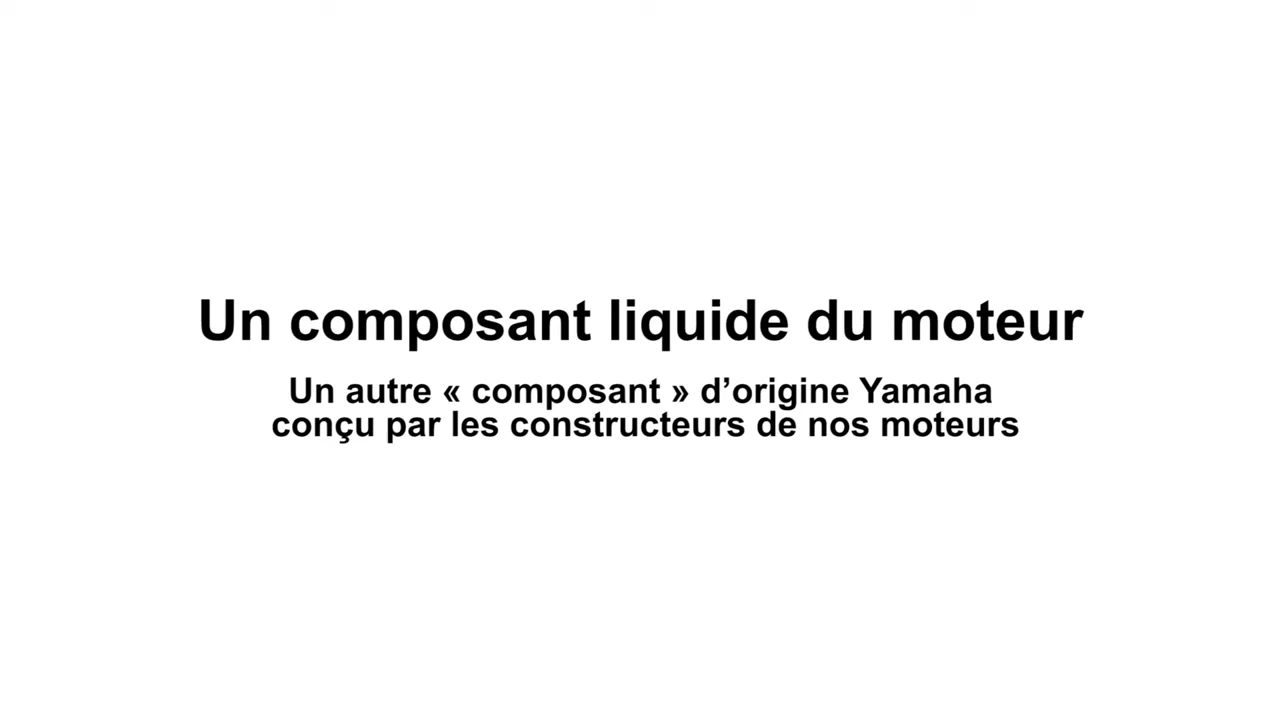 Un composant liquide du moteur
Un autre « composant » d’origine Yamaha
conçu par les constructeurs de nos moteurs